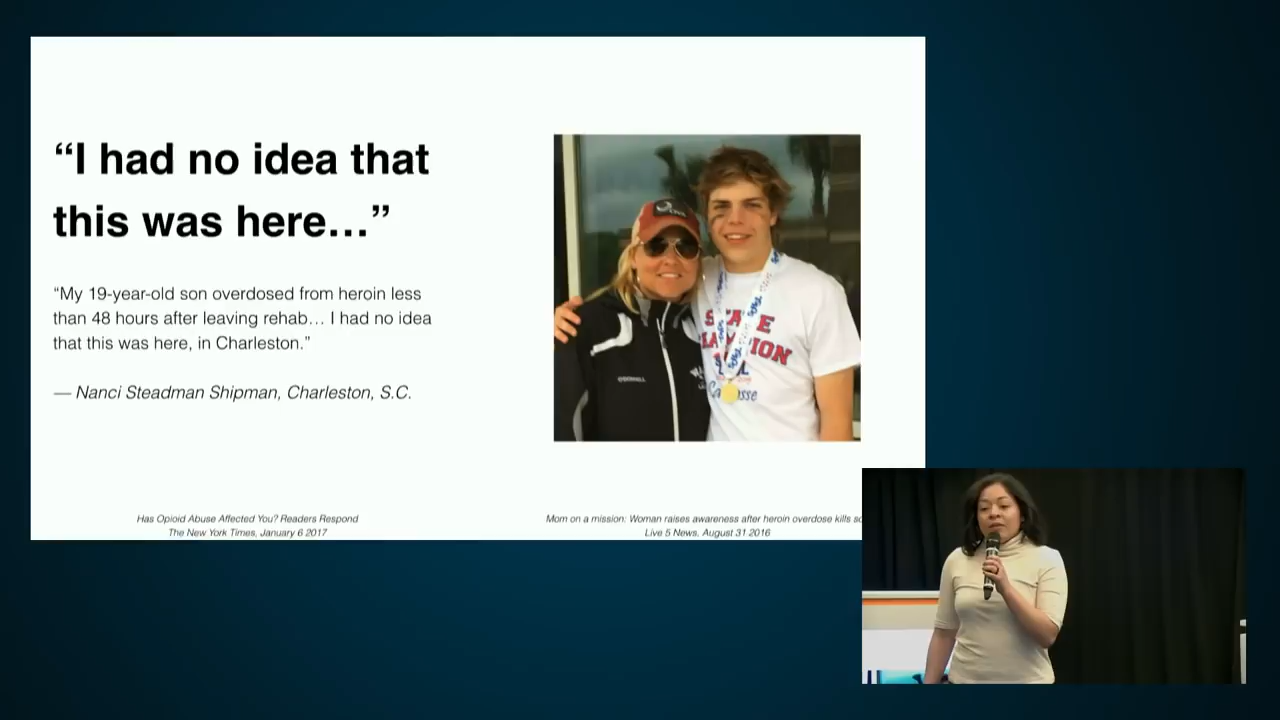 “I had no idea that
this was here…”
“My 19-year-old son overdosed from heroin less
than 48 hours after leaving rehab… I had no idea
that this was here, in Charleston.”
— Nanci Steadman Shipman, Charleston, S.C.
Has Opioid Abuse Affected You? Readers Respond
The New York Times, January 6 2017
STATE
Mom on a mission: Woman raises awareness after heroin overdose kills
Live 5 News, August 31 2016